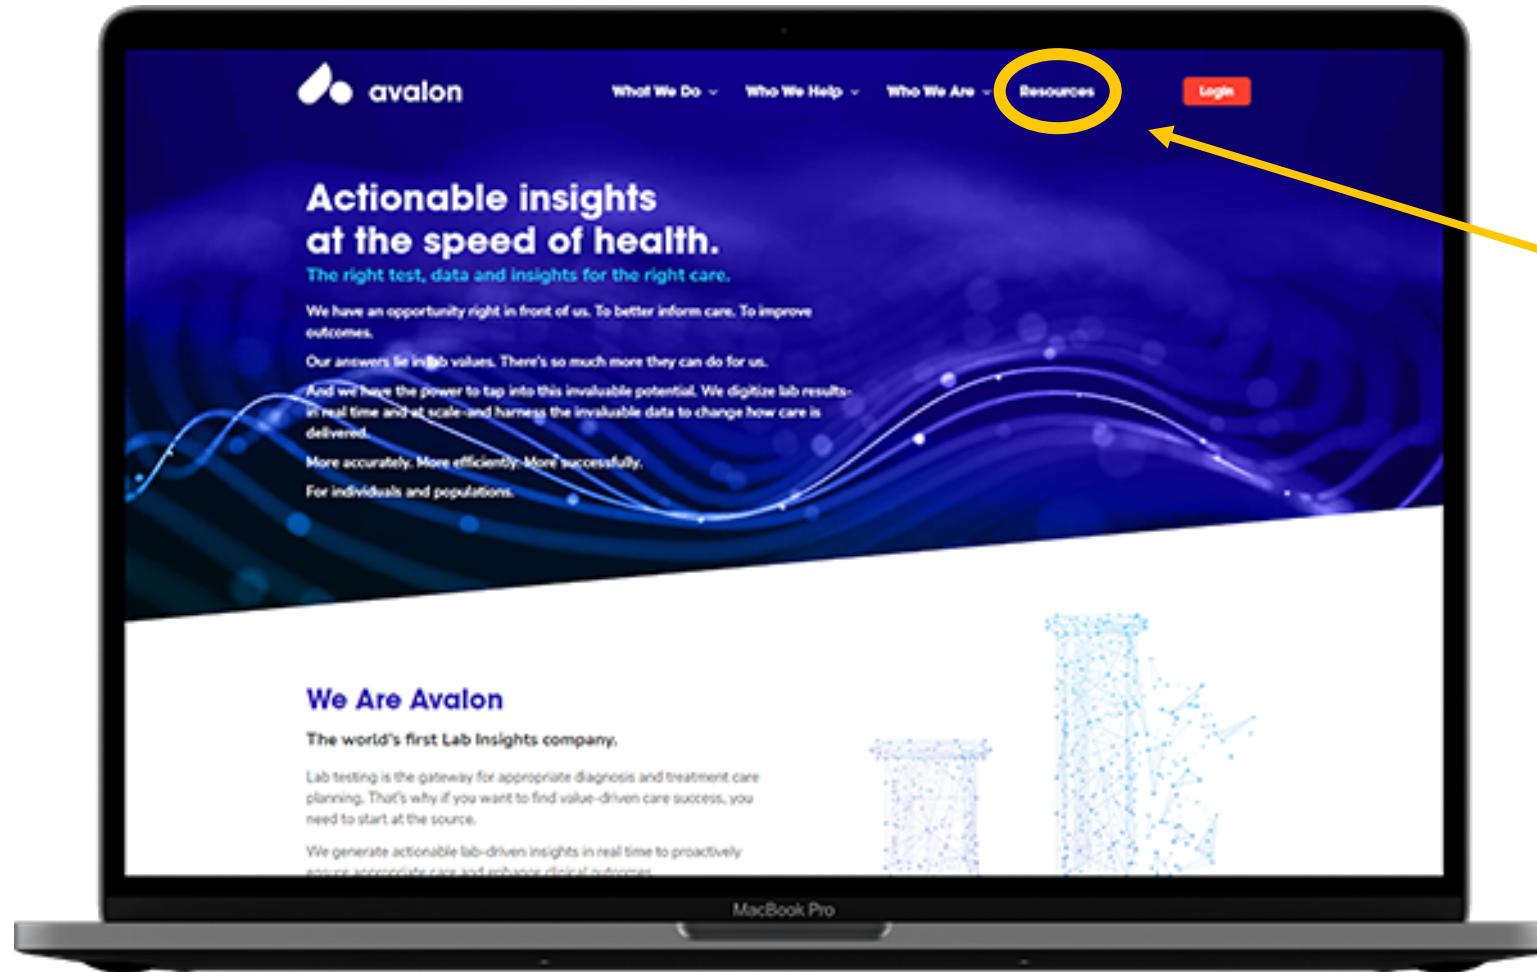 avalon
What We Do
Who We Help
Who We Are
Resources
Login
Actionable insights
at the speed of health.
The right test, data and insights for the right care.
We have an opportunity right in front of us. To better inform care. To improve
outcomes.
Our answers lie in lab values. There's so much more they can do for us.
And we have the power to tap into this invaluable potential. We digitize lab results-
in real time and at scale-and harness the invaluable data to change how care is
delivered.
More accurately. More efficiently. More successfully.
For individuals and populations.
We Are Avalon
The world's first Lab Insights company.
Lab testing is the gateway for appropriate diagnosis and treatment care
planning. That's why if you want to find value-driven care success, you
need to start at the source.
We generate actionable lab-driven insights in real time to proactively
ensure appropriate care and enhance clinical outcomes.
MacBook Pro